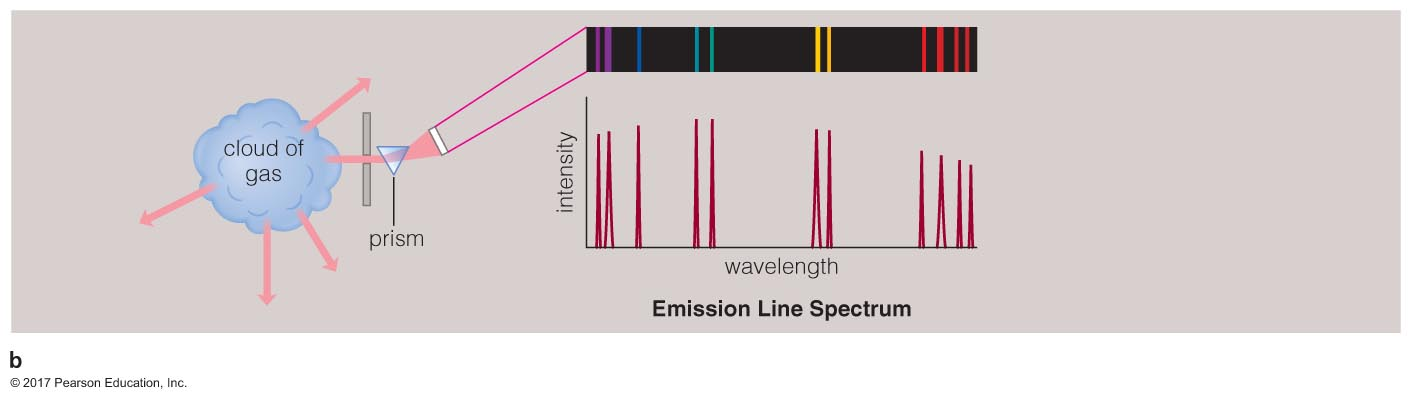 cloud of
gas
prism
intensity
wavelength
Emission Line Spectrum
b
© 2017 Pearson Education, Inc.